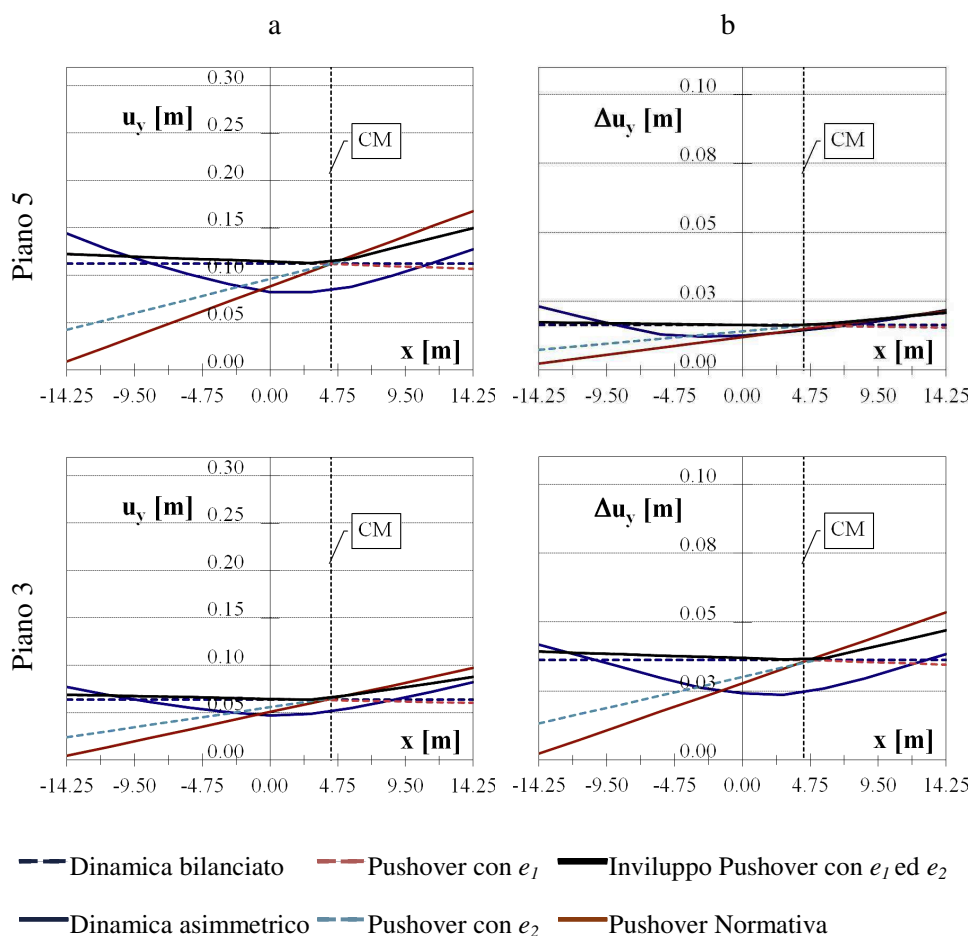 a
b
Piano 5
0.30
u_y [m]
0.25
CM
0.20
0.15
0.10
0.05
x [m]
0.00
-14.25 -9.50 -4.75 0.00 4.75 9.50 14.25
0.10
Δu_y [m]
0.08
CM
0.05
0.03
x [m]
0.00
-14.25 -9.50 -4.75 0.00 4.75 9.50 14.25
Piano 3
0.30
u_y [m]
0.25
CM
0.20
0.15
0.10
0.05
x [m]
0.00
-14.25 -9.50 -4.75 0.00 4.75 9.50 14.25
0.10
Δu_y [m]
0.08
CM
0.05
0.03
x [m]
0.00
-14.25 -9.50 -4.75 0.00 4.75 9.50 14.25
Dinamica bilanciato Pushover con e_1 Inviluppo Pushover con e_1 ed e_2
Dinamica asimmetrico Pushover con e_2 Pushover Normativa